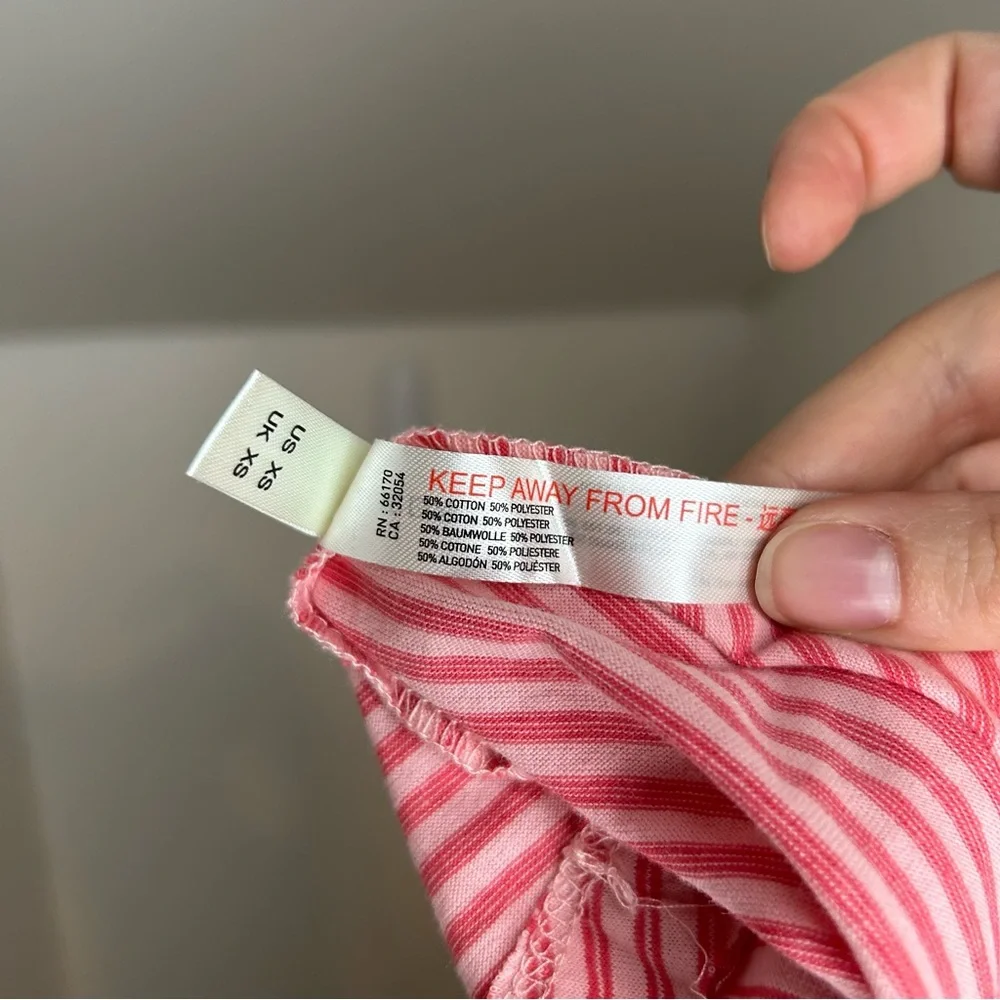 US XS
UK XS
RN : 66170
CA : 32054
KEEP AWAY FROM FIRE - 远
50% COTTON 50% POLYESTER
50% COTON 50% POLYESTER
50% BAUMWOLLE 50% POLYESTER
50% COTONE 50% POLIESTERE
50% ALGODÓN 50% POLIÉSTER